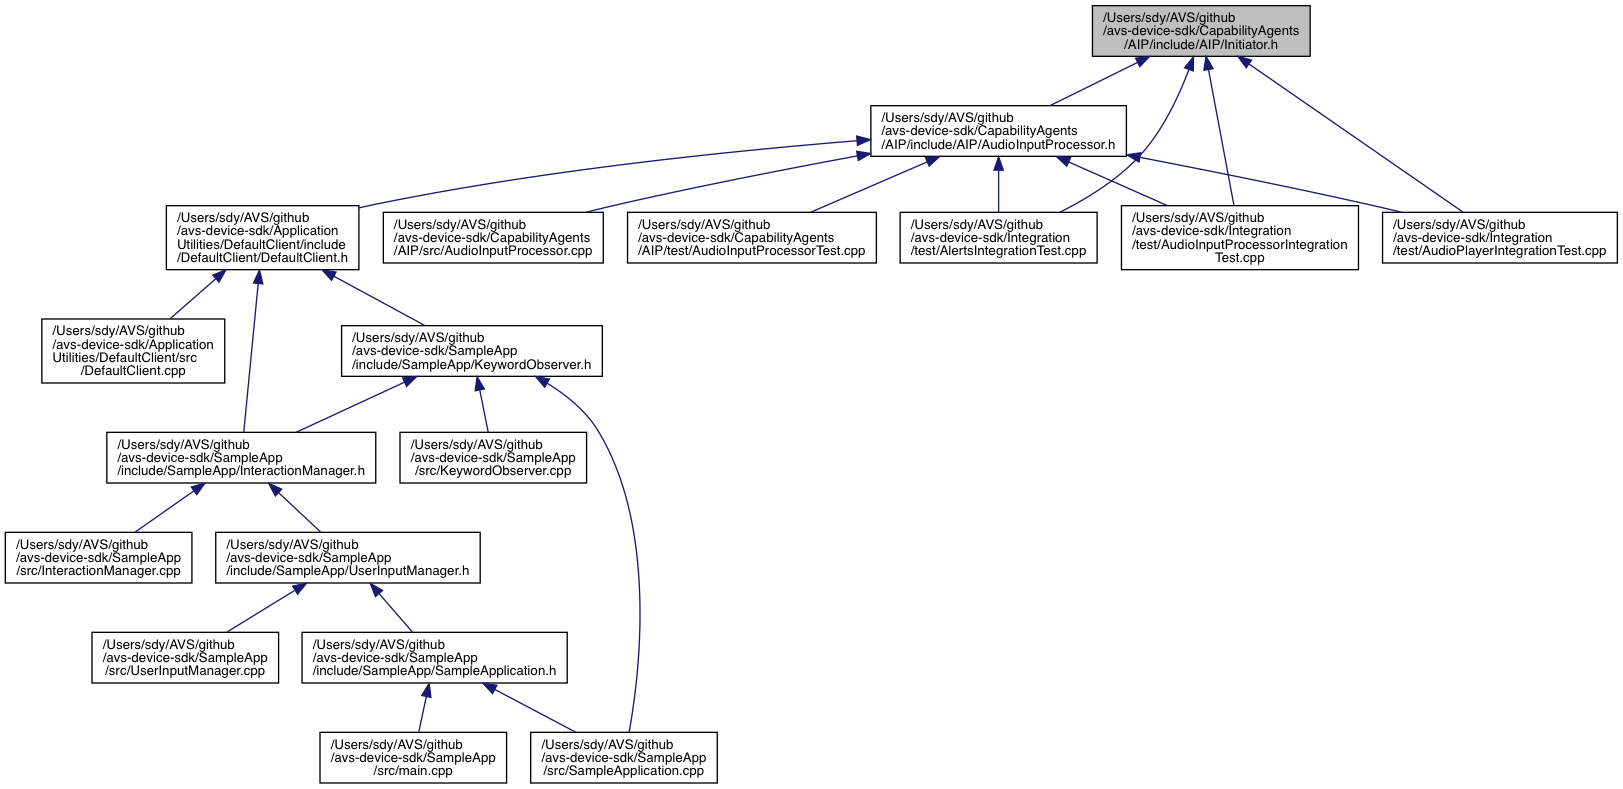 /Users/sdy/AVS/github
/avs-device-sdk/CapabilityAgents
/AIP/include/AIP/Initiator.h
/Users/sdy/AVS/github
/avs-device-sdk/CapabilityAgents
/AIP/include/AIP/AudioInputProcessor.h
/Users/sdy/AVS/github
/avs-device-sdk/Application
Utilities/DefaultClient/include
/DefaultClient/DefaultClient.h
/Users/sdy/AVS/github
/avs-device-sdk/CapabilityAgents
/AIP/src/AudioInputProcessor.cpp
/Users/sdy/AVS/github
/avs-device-sdk/CapabilityAgents
/AIP/test/AudioInputProcessorTest.cpp
/Users/sdy/AVS/github
/avs-device-sdk/Integration
/test/AlertsIntegrationTest.cpp
/Users/sdy/AVS/github
/avs-device-sdk/Integration
/test/AudioInputProcessorIntegration
Test.cpp
/Users/sdy/AVS/github
/avs-device-sdk/Integration
/test/AudioPlayerIntegrationTest.cpp
/Users/sdy/AVS/github
/avs-device-sdk/Application
Utilities/DefaultClient/src
/DefaultClient.cpp
/Users/sdy/AVS/github
/avs-device-sdk/SampleApp
/include/SampleApp/KeywordObserver.h
/Users/sdy/AVS/github
/avs-device-sdk/SampleApp
/include/SampleApp/InteractionManager.h
/Users/sdy/AVS/github
/avs-device-sdk/SampleApp
/src/KeywordObserver.cpp
/Users/sdy/AVS/github
/avs-device-sdk/SampleApp
/src/InteractionManager.cpp
/Users/sdy/AVS/github
/avs-device-sdk/SampleApp
/include/SampleApp/UserInputManager.h
/Users/sdy/AVS/github
/avs-device-sdk/SampleApp
/src/UserInputManager.cpp
/Users/sdy/AVS/github
/avs-device-sdk/SampleApp
/include/SampleApp/SampleApplication.h
/Users/sdy/AVS/github
/avs-device-sdk/SampleApp
/src/main.cpp
/Users/sdy/AVS/github
/avs-device-sdk/SampleApp
/src/SampleApplication.cpp